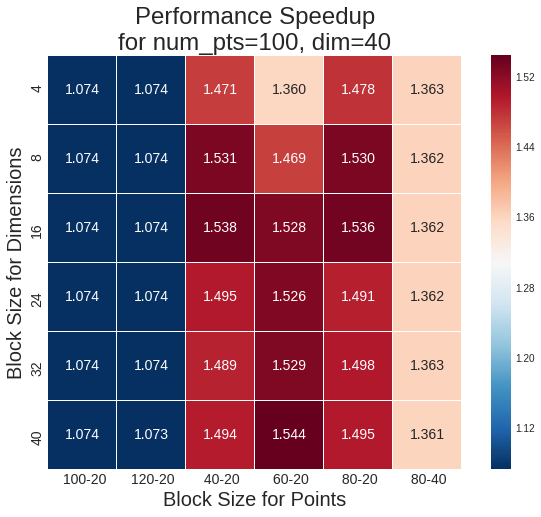 Performance Speedup
for num_pts=100, dim=40
4 1.074 1.074 1.471 1.360 1.478 1.363
8 1.074 1.074 1.531 1.469 1.530 1.362
16 1.074 1.074 1.538 1.528 1.536 1.362
24 1.074 1.074 1.495 1.526 1.491 1.362
32 1.074 1.074 1.489 1.529 1.498 1.363
40 1.074 1.073 1.494 1.544 1.495 1.361
100-20 120-20 40-20 60-20 80-20 80-40
Block Size for Points
Block Size for Dimensions
1.52
1.44
1.36
1.28
1.20
1.12